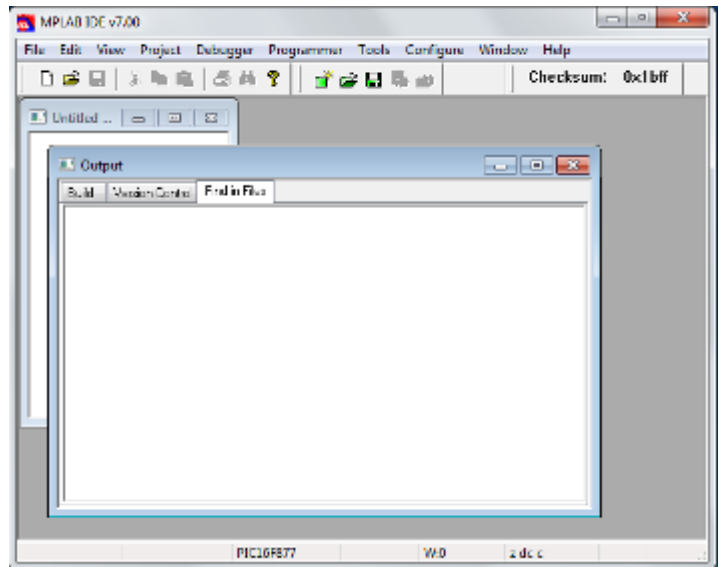 MPLAB IDE v7.00
File Edit View Project Debugger Programmer Tools Configure Window Help
Checksum: 0x1bff
Untitled ...
Output
Build Version Control Find in Files
PIC16F877 W:0 z dc c